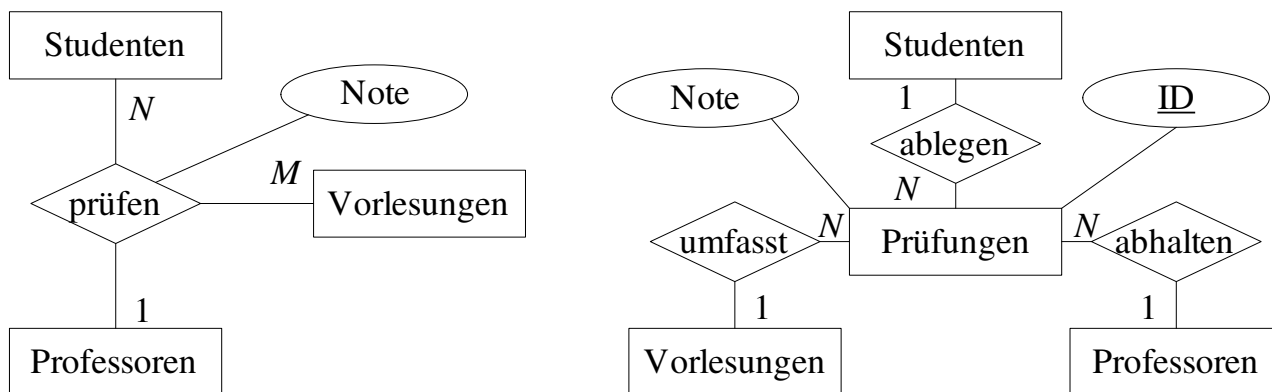 Studenten
N
Note
M
prüfen
Vorlesungen
1
Professoren
Studenten
Note
1
ID
ablegen
N
umfasst
N
Prüfungen
N
abhalten
1
1
Vorlesungen
Professoren